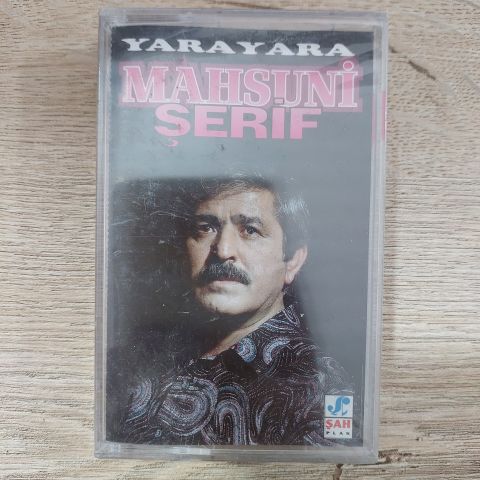 YARAYARA
MAHSUNİ
ŞERİF
ŞAH
PLAK